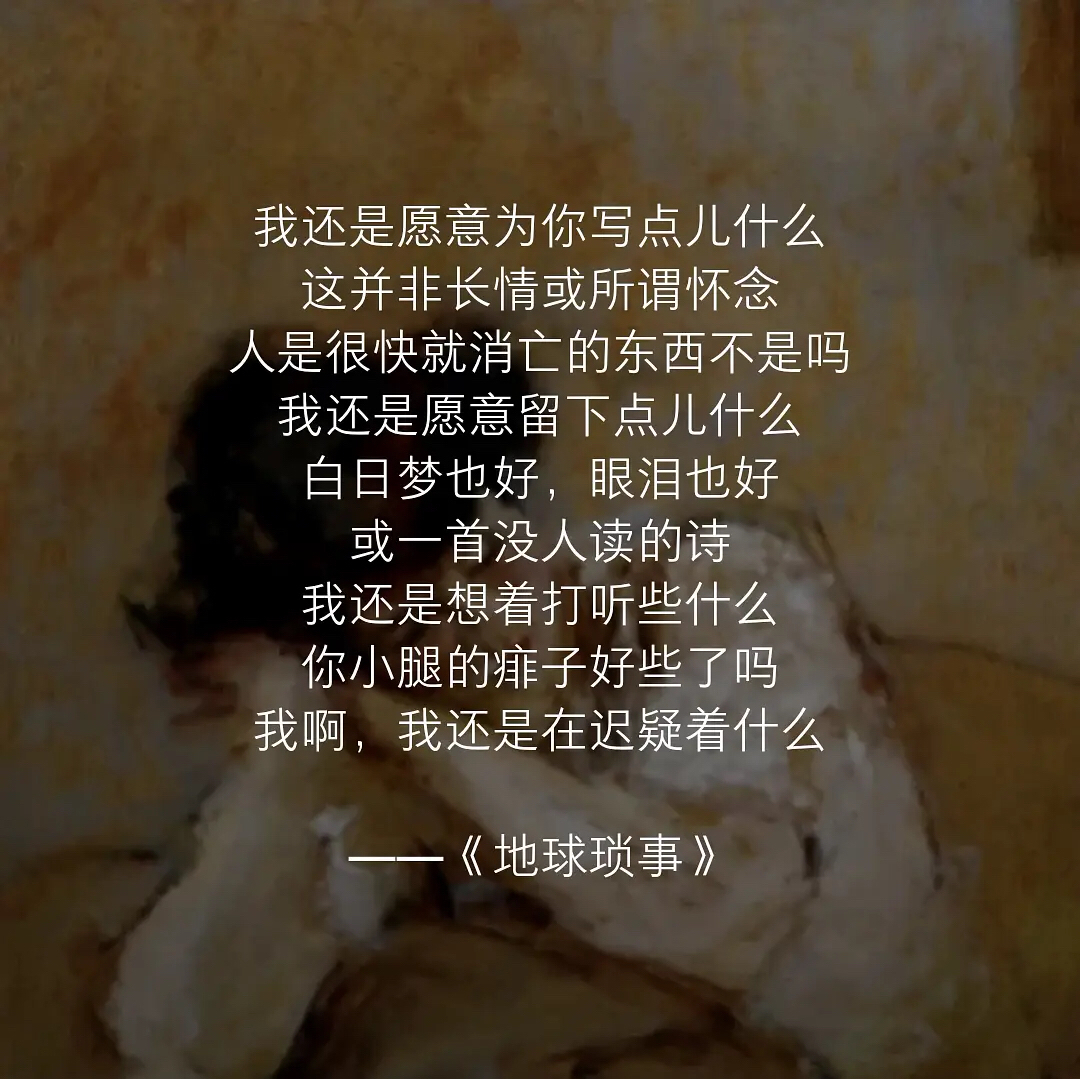 我还是愿意为你写点儿什么
这并非长情或所谓怀念
人是很快就消亡的东西不是吗
我还是愿意留下点儿什么
白日梦也好，眼泪也好
或一首没人读的诗
我还是想着打听些什么
你小腿的痱子好些了吗
我啊，我还是在迟疑着什么
——《地球琐事》